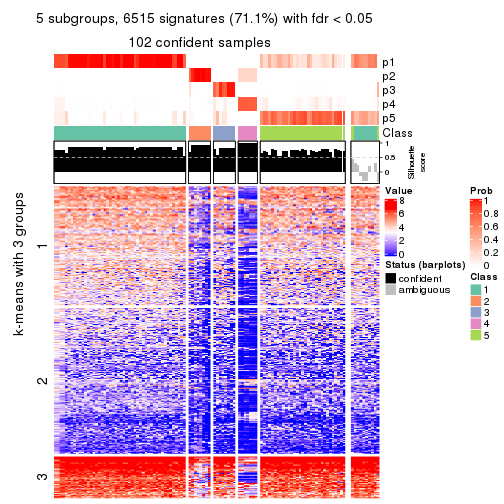 5 subgroups, 6515 signatures (71.1%) with fdr < 0.05
102 confident samples
p1
p2
p3
p4
p5
Class
1
0.5
0
Silhouette
score
k-means with 3 groups
1
2
3
Value
8
6
4
2
0
Status (barplots)
confident
ambiguous
Prob
1
0.8
0.6
0.4
0.2
0
Class
1
2
3
4
5